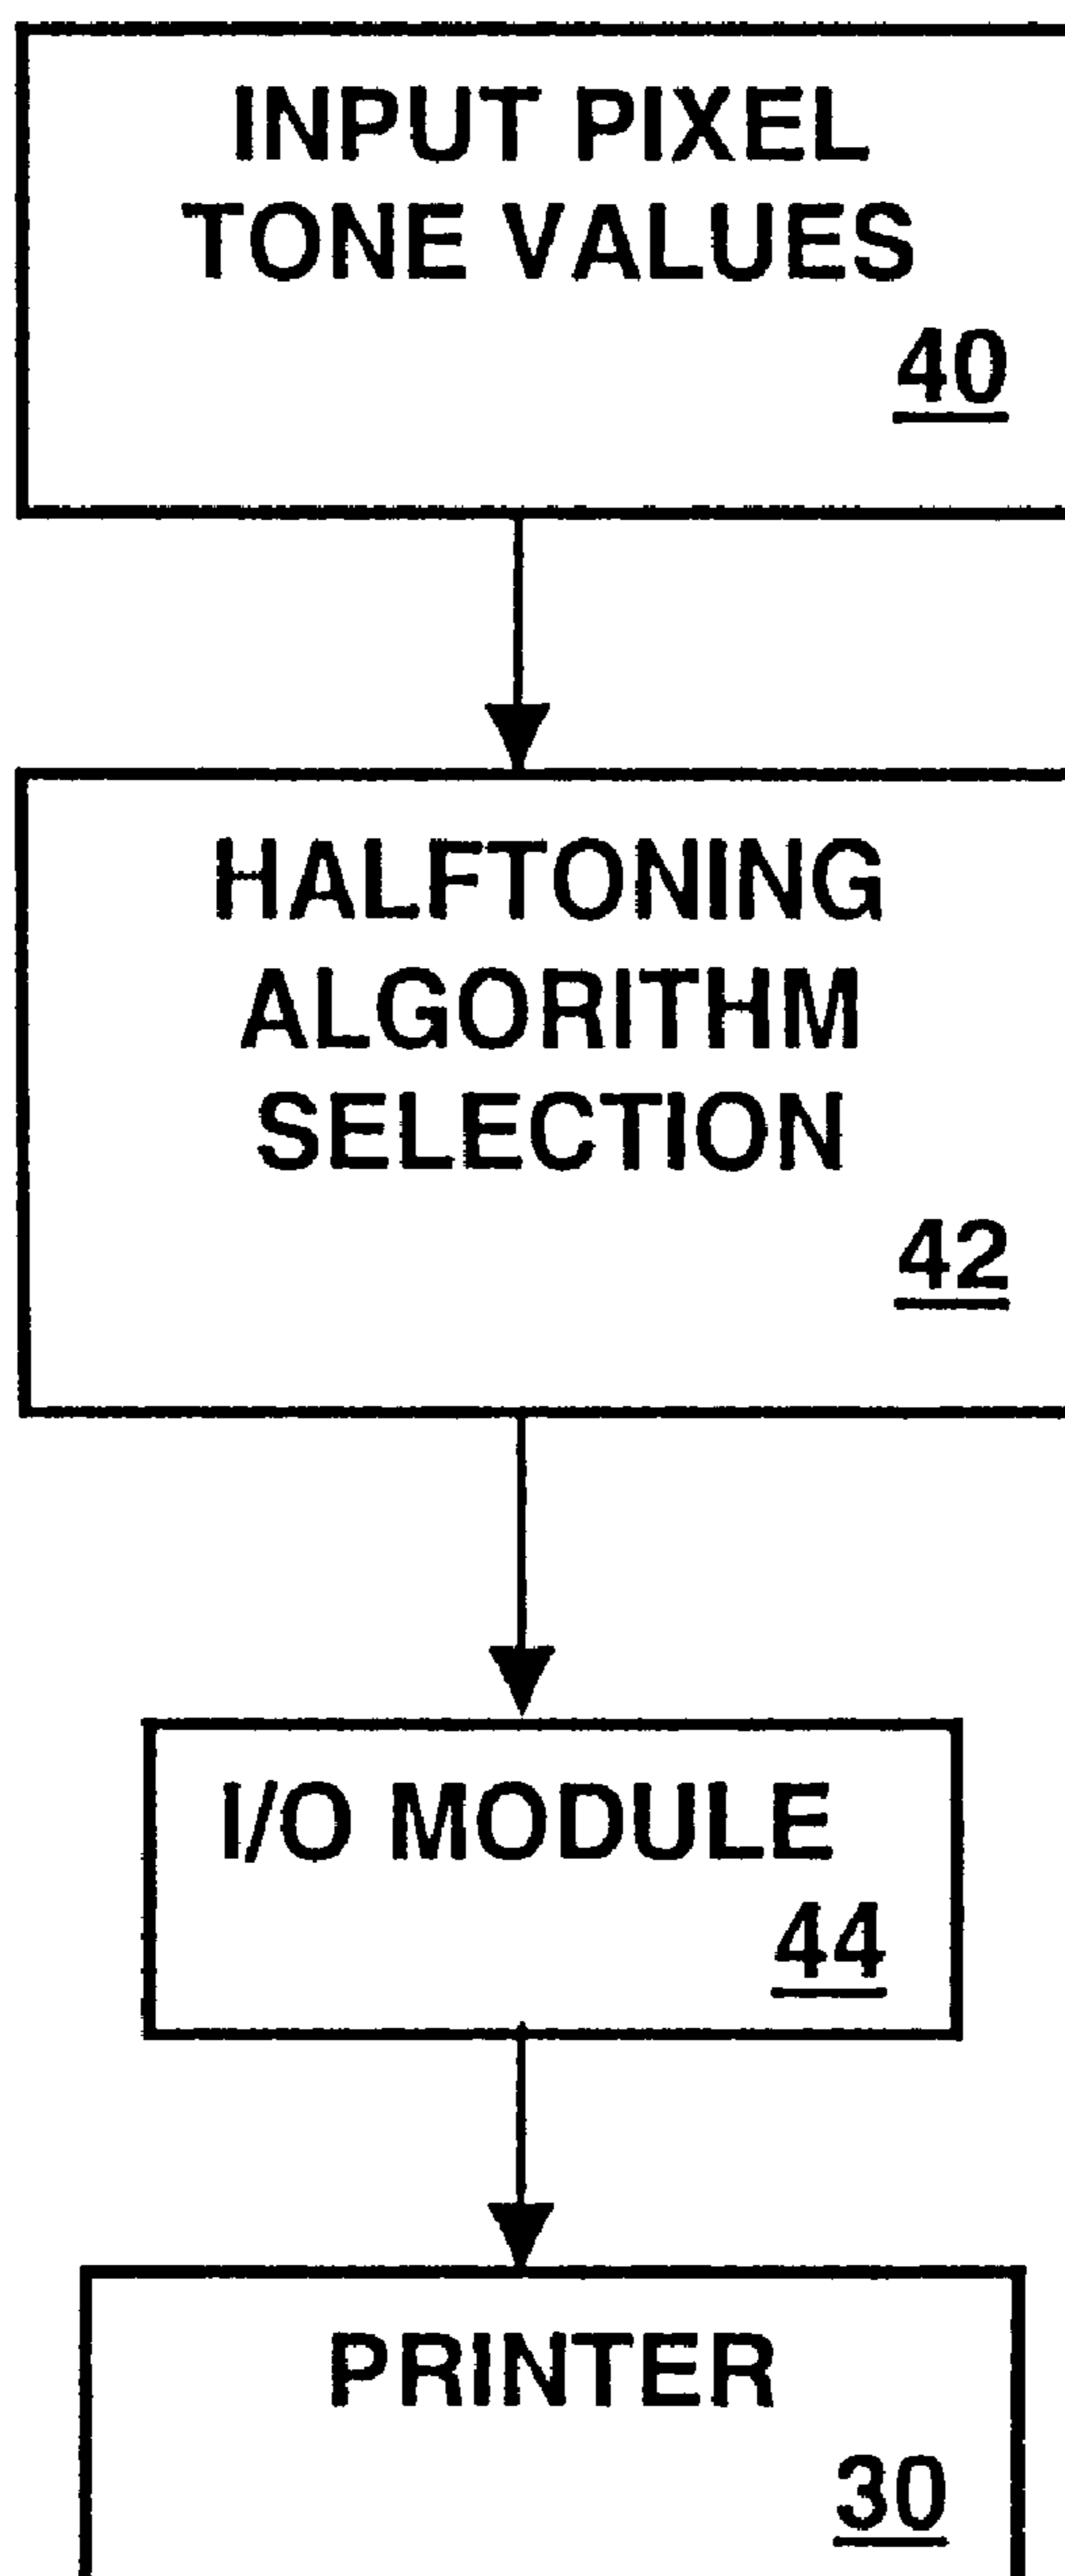 INPUT PIXEL
TONE VALUES
40
HALFTONING
ALGORITHM
SELECTION
42
I/O MODULE
44
PRINTER
30